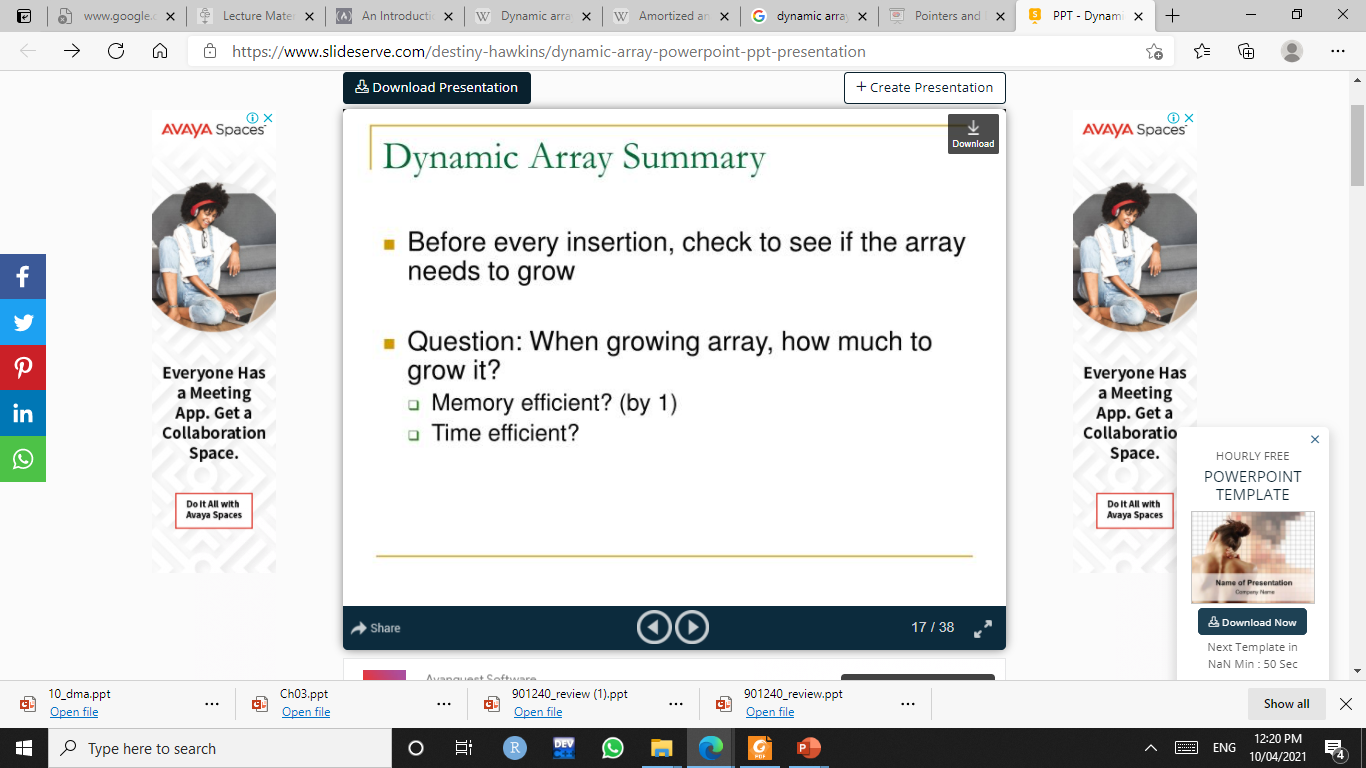 www.google.
Lecture Mate
An Introducti
Dynamic arra
Amortized an
dynamic array
Pointers and
PPT - Dynami
https://www.slideserve.com/destiny-hawkins/dynamic-array-powerpoint-ppt-presentation
Download Presentation
+ Create Presentation
AVAYA Spaces
Everyone Has
a Meeting
App. Get a
Collaboration
Space.
Do It All with
Avaya Spaces
Download
Dynamic Array Summary
Before every insertion, check to see if the array
needs to grow
Question: When growing array, how much to
grow it?
Memory efficient? (by 1)
Time efficient?
Share
17 / 38
AVAYA Spaces
Everyone Has
a Meeting
App. Get a
Collaboratio
Space.
Do It All with
Avaya Spaces
HOURLY FREE
POWERPOINT
TEMPLATE
Name of Presentation
Company Name
Download Now
Next Template in
NaN Min : 50 Sec
Avanquest Software
10_dma.ppt
Open file
Ch03.ppt
Open file
901240_review (1).ppt
Open file
901240_review.ppt
Open file
Show all
Type here to search
R
DEV
PDF
P
ENG
12:20 PM
10/04/2021
4